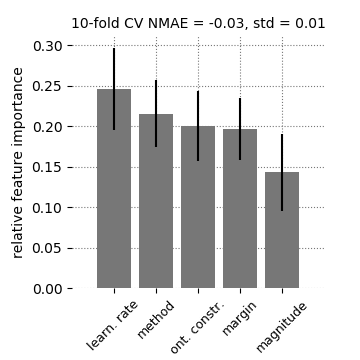 10-fold CV NMAE = -0.03, std = 0.01
relative feature importance
0.30
0.25
0.20
0.15
0.10
0.05
0.00
learn. rate
method
ont. constr.
margin
magnitude